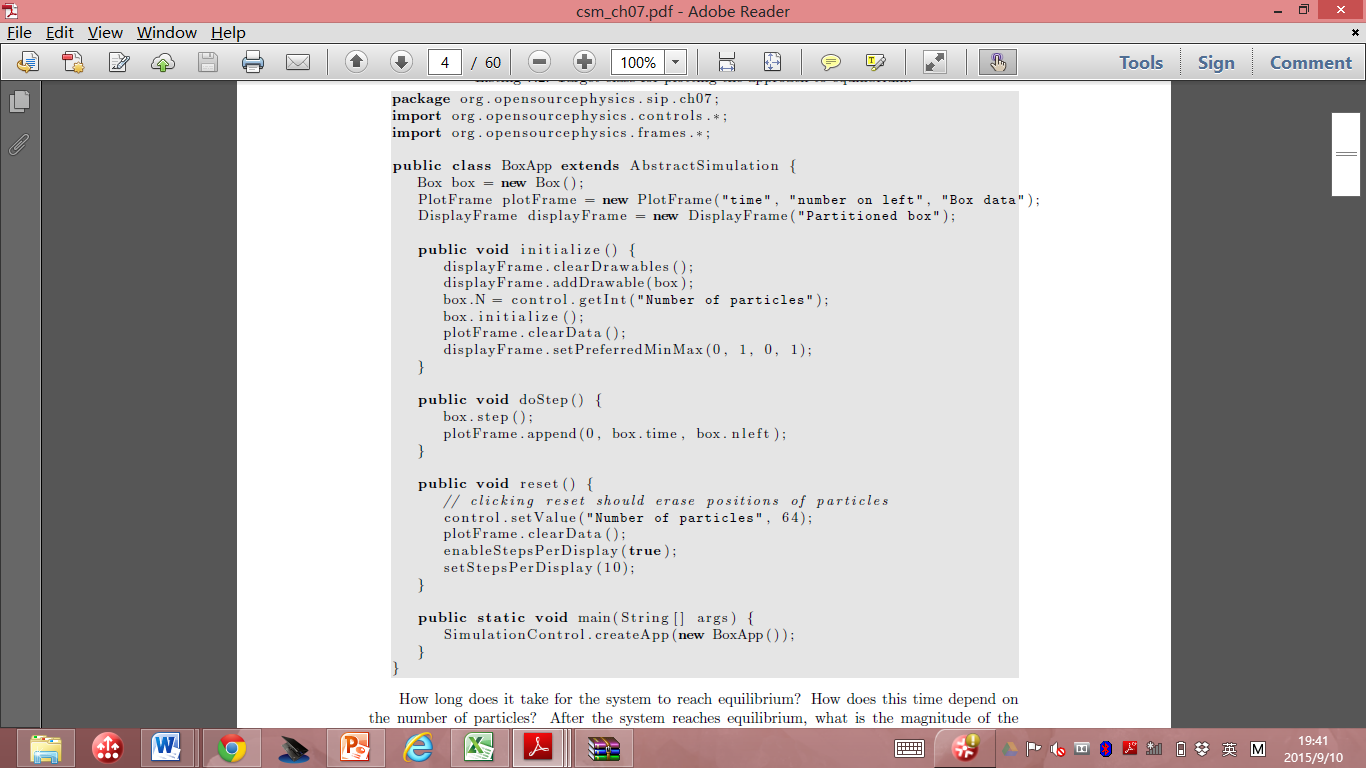 csm_ch07.pdf - Adobe Reader
File Edit View Window Help
4 / 60 100% Tools Sign Comment
package org.opensourcephysics.sip.ch07;
import org.opensourcephysics.controls.*;
import org.opensourcephysics.frames.*;
public class BoxApp extends AbstractSimulation {
Box box = new Box();
PlotFrame plotFrame = new PlotFrame("time", "number on left", "Box data");
DisplayFrame displayFrame = new DisplayFrame("Partitioned box");
public void initialize() {
displayFrame.clearDrawables();
displayFrame.addDrawable(box);
box.N = control.getInt("Number of particles");
box.initialize();
plotFrame.clearData();
displayFrame.setPreferredMinMax(0, 1, 0, 1);
}
public void doStep() {
box.step();
plotFrame.append(0, box.time, box.nleft);
}
public void reset() {
// clicking reset should erase positions of particles
control.setValue("Number of particles", 64);
plotFrame.clearData();
enableStepsPerDisplay(true);
setStepsPerDisplay(10);
}
public static void main(String[] args) {
SimulationControl.createApp(new BoxApp());
}
}
How long does it take for the system to reach equilibrium? How does this time depend on
the number of particles? After the system reaches equilibrium, what is the magnitude of the
英 M 19:41
2015/9/10